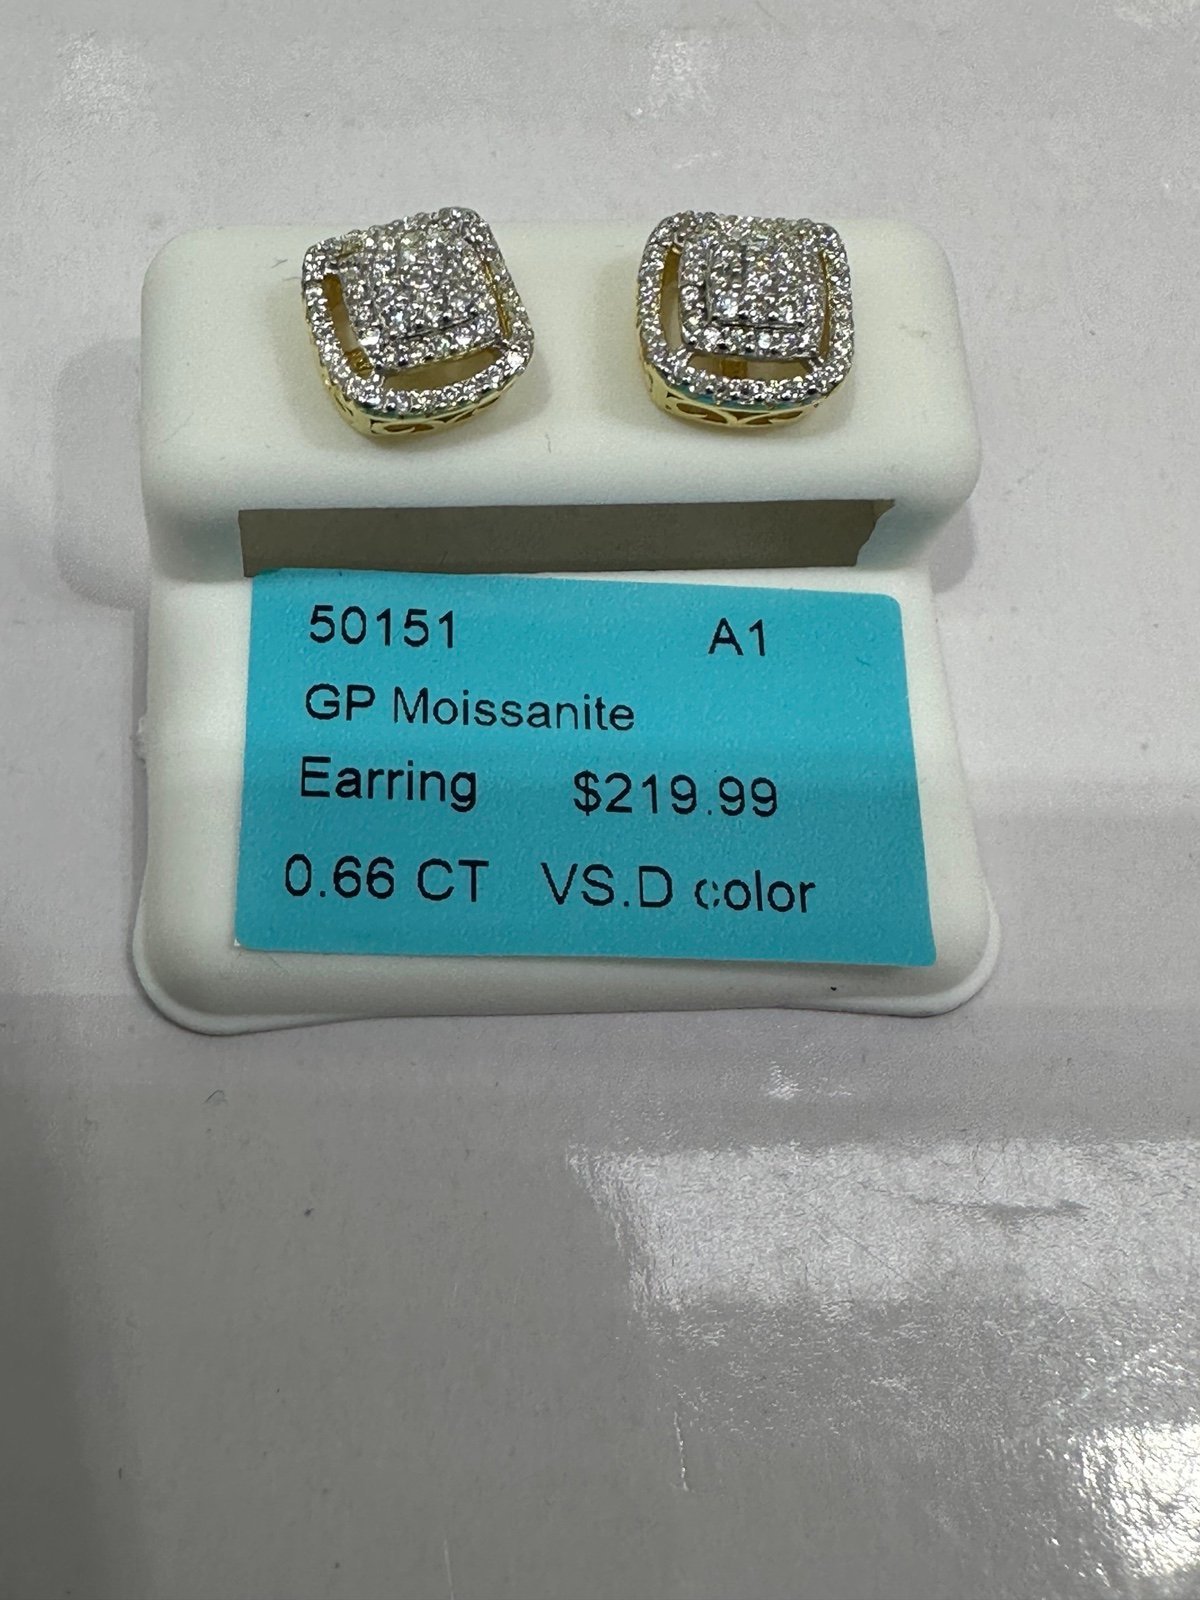 50151 A1
GP Moissanite
Earring $219.99
0.66 CT VS.D color